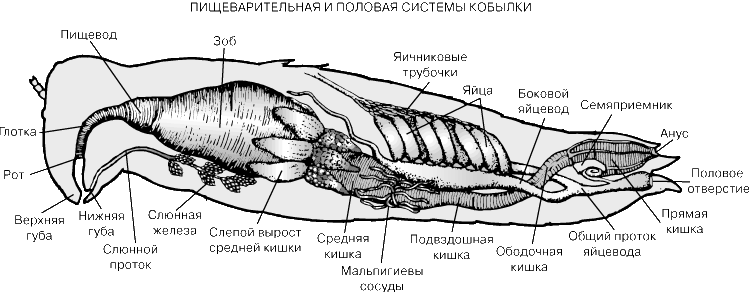 ПИЩЕВАРИТЕЛЬНАЯ И ПОЛОВАЯ СИСТЕМЫ КОБЫЛКИ
Пищевод
Зоб
Яичниковые
трубочки
Яйца
Боковой
яйцевод
Семяприемник
Анус
Глотка
Рот
Верхняя
губа
Нижняя
губа
Слюнной
проток
Слюнная
железа
Слепой вырост
средней кишки
Средняя
кишка
Мальпигиевы
сосуды
Подвздошная
кишка
Ободочная
кишка
Общий проток
яйцевода
Прямая
кишка
Половое
отверстие